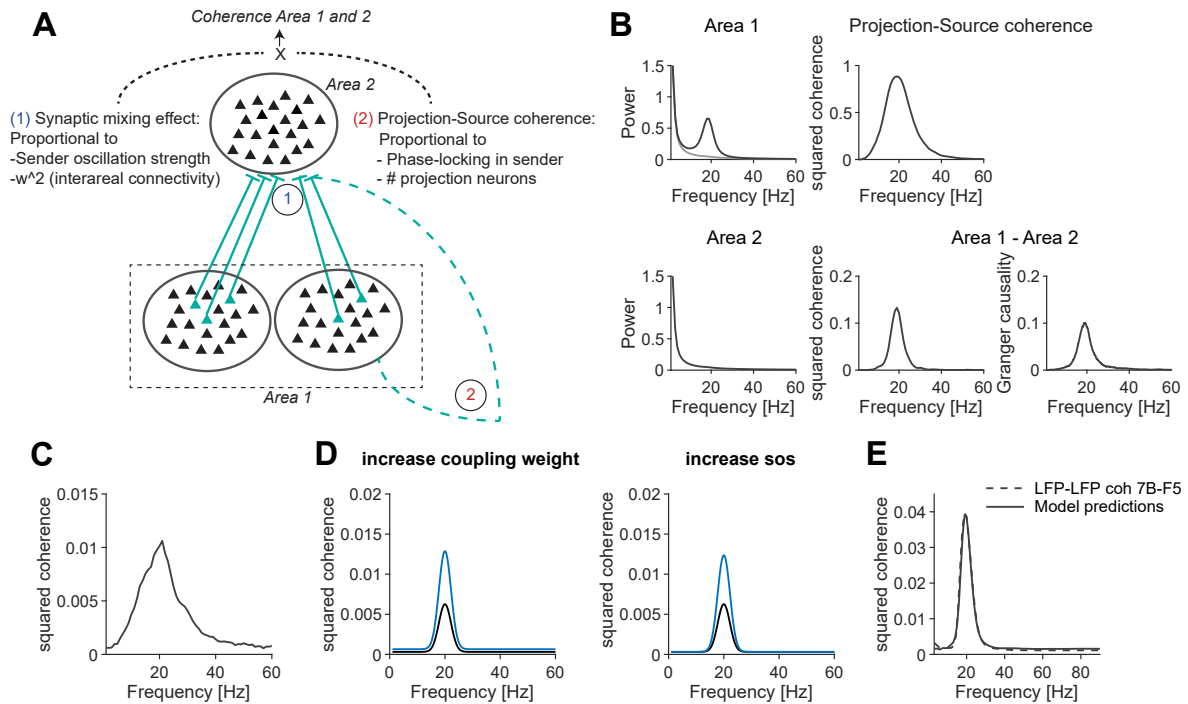 A
Coherence Area 1 and 2
X
Area 2
(1) Synaptic mixing effect:
Proportional to
-Sender oscillation strength
-w^2 (interareal connectivity)
(2) Projection-Source coherence:
Proportional to
- Phase-locking in sender
- # projection neurons
1
2
Area 1
B
Area 1
Power
1.5
1
0.5
0
20
40
60
Frequency [Hz]
Projection-Source coherence
squared coherence
1
0.5
0
0
20
40
60
Frequency [Hz]
Area 2
Power
1.5
1
0.5
0
20
40
60
Frequency [Hz]
Area 1 - Area 2
squared coherence
0.2
0.1
0
0
20
40
60
Frequency [Hz]
Granger causality
0.2
0.1
0
0
20
40
60
Frequency [Hz]
C
squared coherence
0.015
0.01
0.005
0
20
40
60
Frequency [Hz]
D
increase coupling weight
squared coherence
0.02
0.015
0.01
0.005
0
0
20
40
60
Frequency [Hz]
increase sos
squared coherence
0.02
0.015
0.01
0.005
0
0
20
40
60
Frequency [Hz]
E
LFP-LFP coh 7B-F5
Model predictions
squared coherence
0.04
0.03
0.02
0.01
0
20
40
60
80
Frequency [Hz]